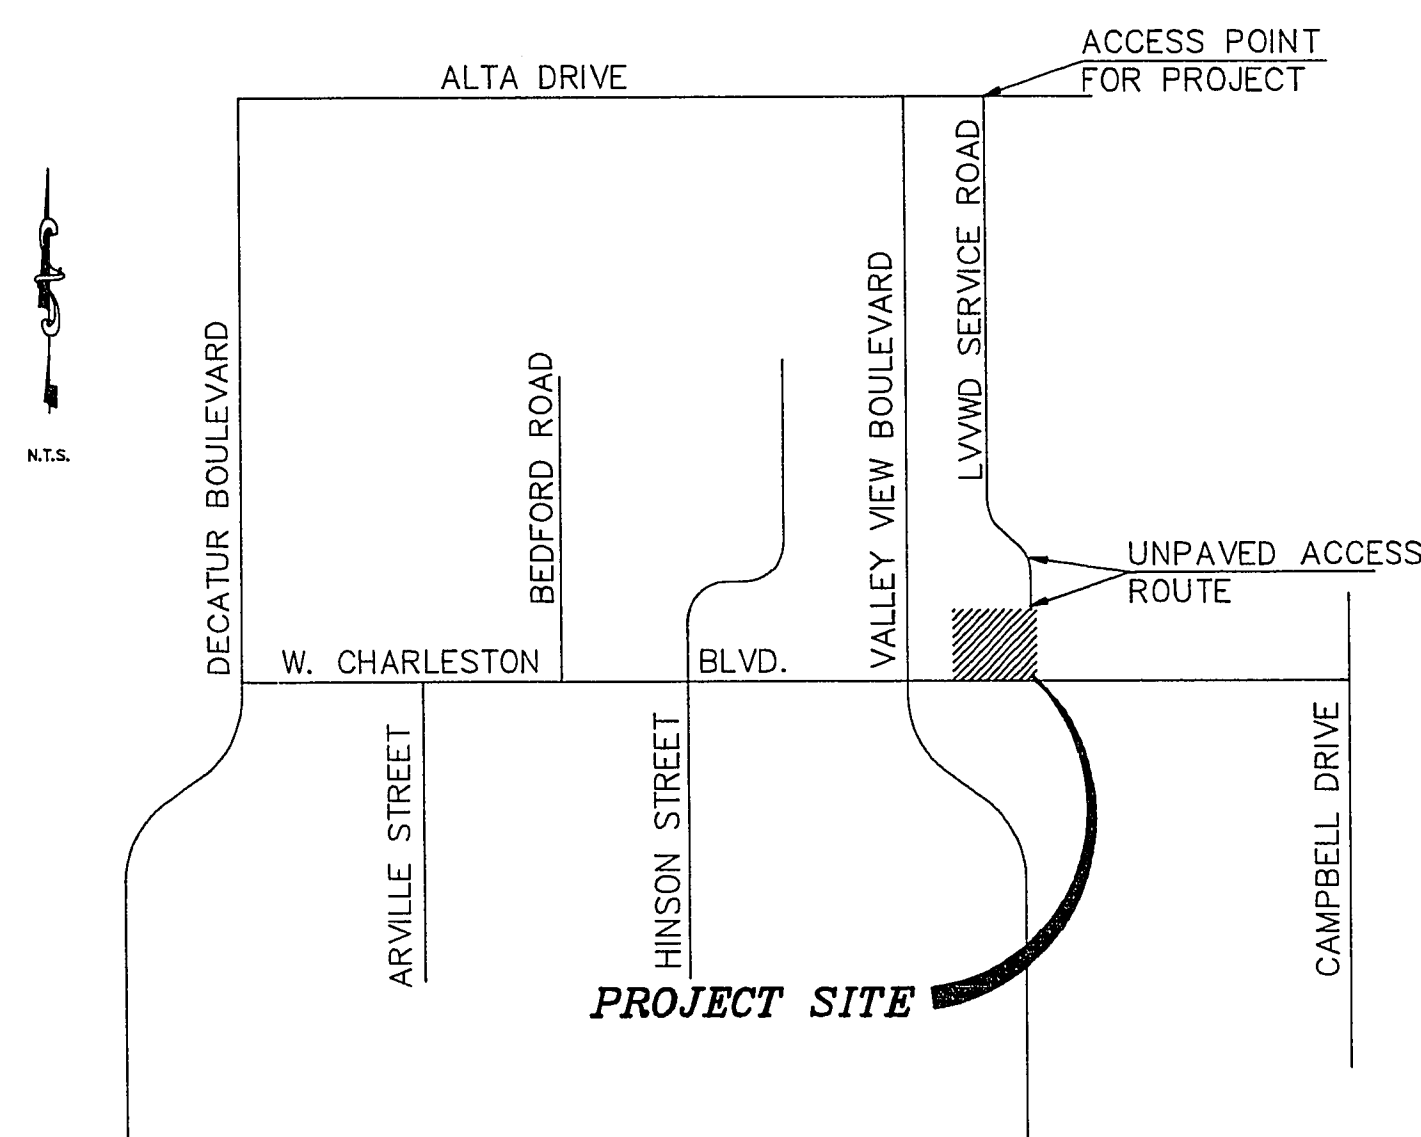 ACCESS POINT
FOR PROJECT
ALTA DRIVE
LVVWD SERVICE ROAD
VALLEY VIEW BOULEVARD
DECATUR BOULEVARD
BEDFORD ROAD
N.T.S.
UNPAVED ACCESS
ROUTE
W. CHARLESTON BLVD.
ARVILLE STREET
HINSON STREET
CAMPBELL DRIVE
PROJECT SITE